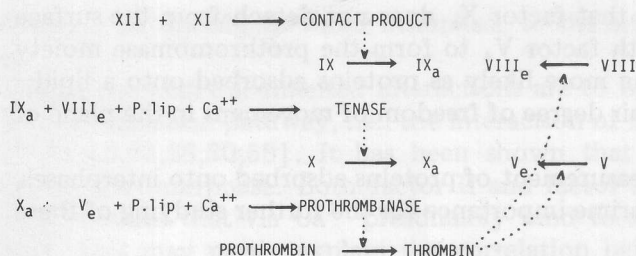 XII + XI → CONTACT PRODUCT
IX → IXa VIIIe ← VIII
IXa + VIIIe + P.lip + Ca++ → TENASE
X → Xa Ve ← V
Xa · Ve + P.lip + Ca++ → PROTHROMBINASE
PROTHROMBIN → THROMBIN